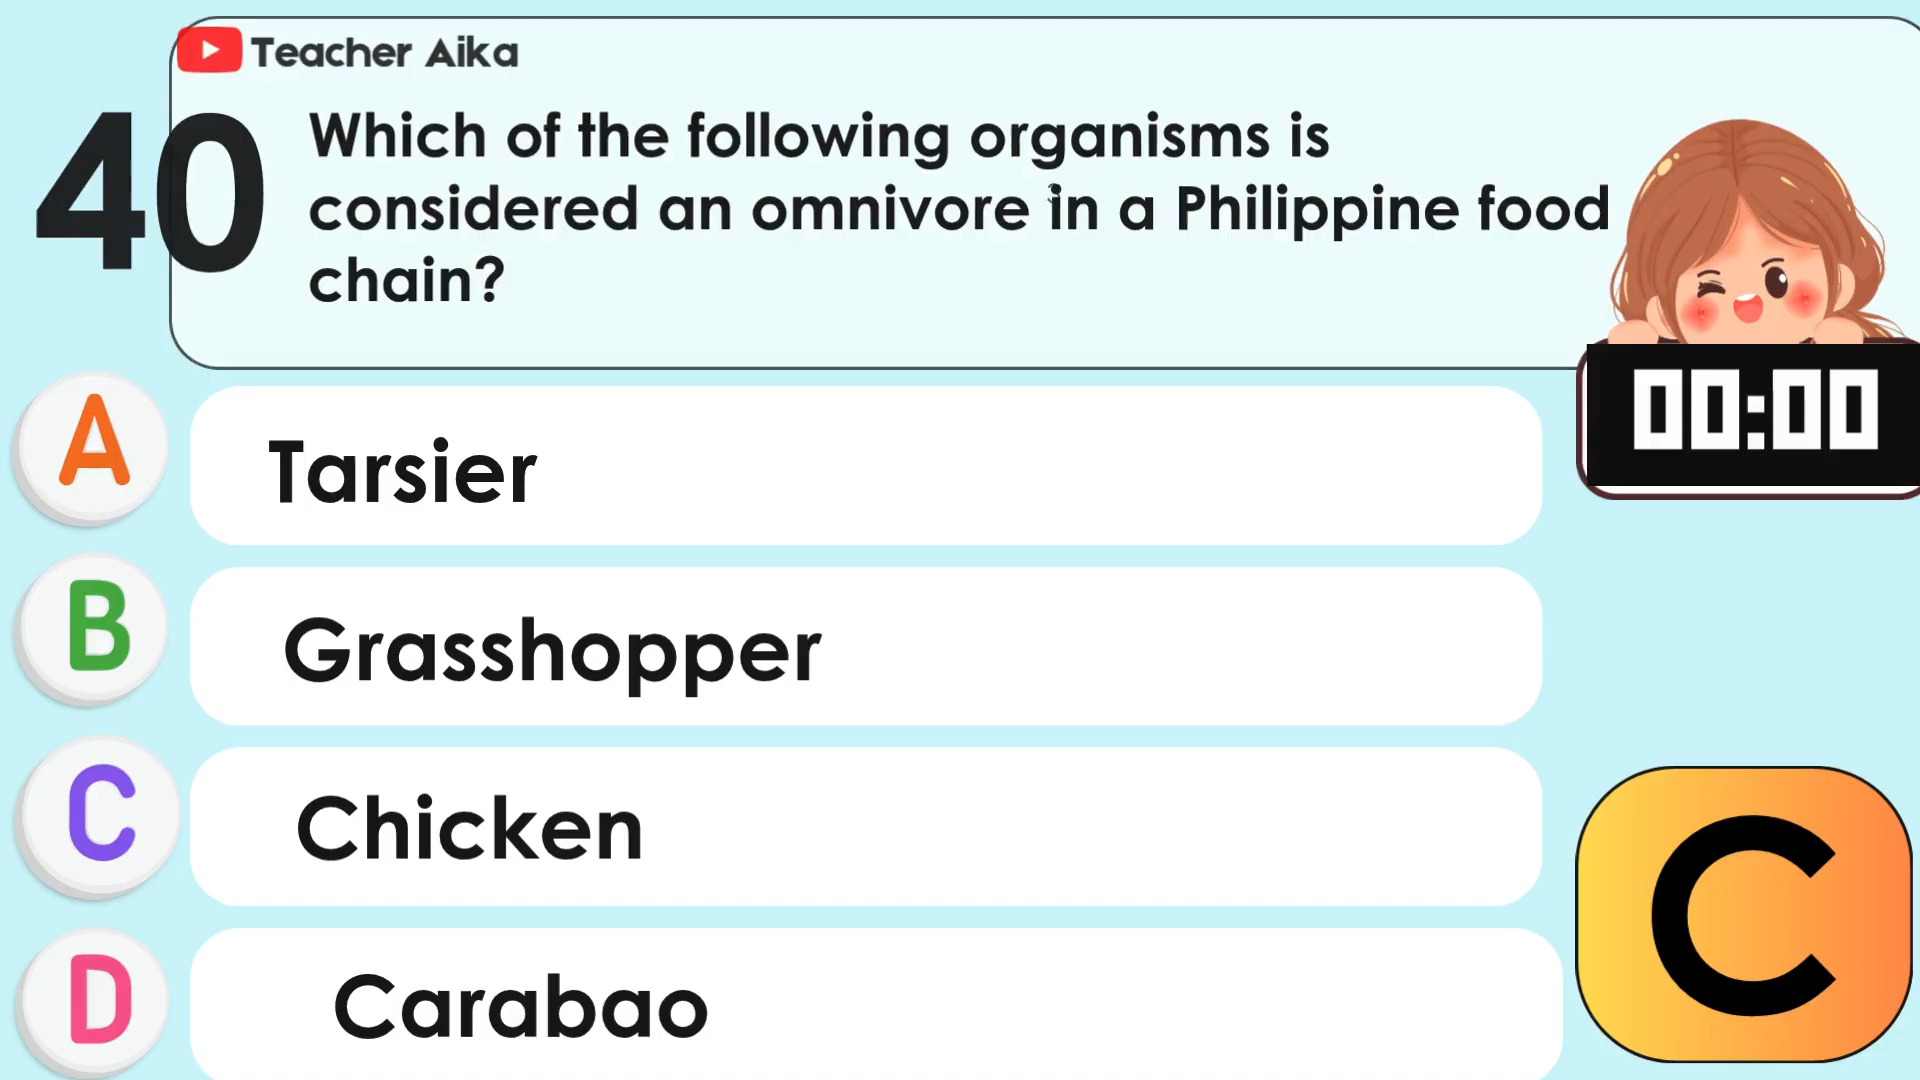 Teacher Aika
40
Which of the following organisms is
considered an omnivore in a Philippine food
chain?
00:00
A
Tarsier
B
Grasshopper
C
Chicken
D
Carabao
C